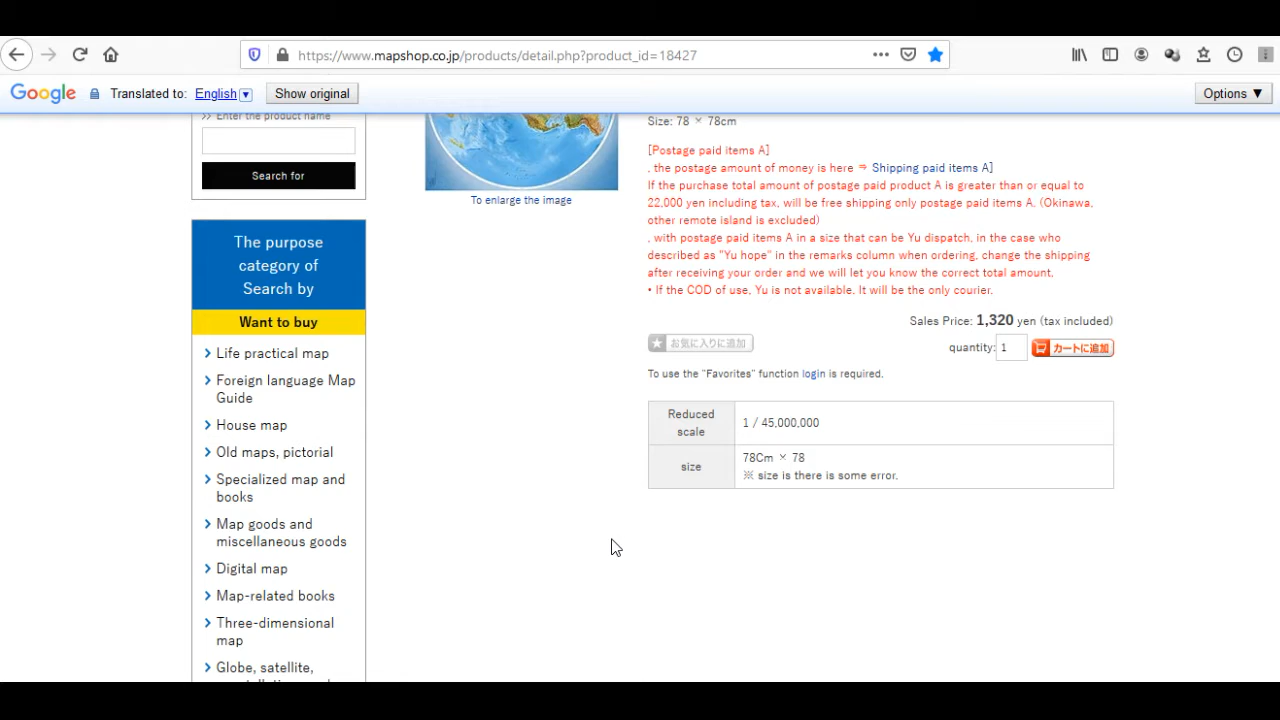 https://www.mapshop.co.jp/products/detail.php?product_id=18427
Google Translated to: English Show original Options ▼
>> Enter the product name
Search for
The purpose
category of
Search by
Want to buy
Life practical map
Foreign language Map
Guide
House map
Old maps, pictorial
Specialized map and
books
Map goods and
miscellaneous goods
Digital map
Map-related books
Three-dimensional
map
Globe, satellite,
To enlarge the image
Size: 78 × 78cm
[Postage paid items A]
, the postage amount of money is here ⇒ Shipping paid items A]
If the purchase total amount of postage paid product A is greater than or equal to
22,000 yen including tax, will be free shipping only postage paid items A. (Okinawa,
other remote island is excluded)
, with postage paid items A in a size that can be Yu dispatch, in the case who
described as "Yu hope" in the remarks column when ordering, change the shipping
after receiving your order and we will let you know the correct total amount.
• If the COD of use, Yu is not available. It will be the only courier.
Sales Price: 1,320 yen (tax included)
お気に入りに追加
quantity: 1 カートに追加
To use the "Favorites" function login is required.
Reduced
scale
1 / 45,000,000
size
78Cm × 78
※ size is there is some error.